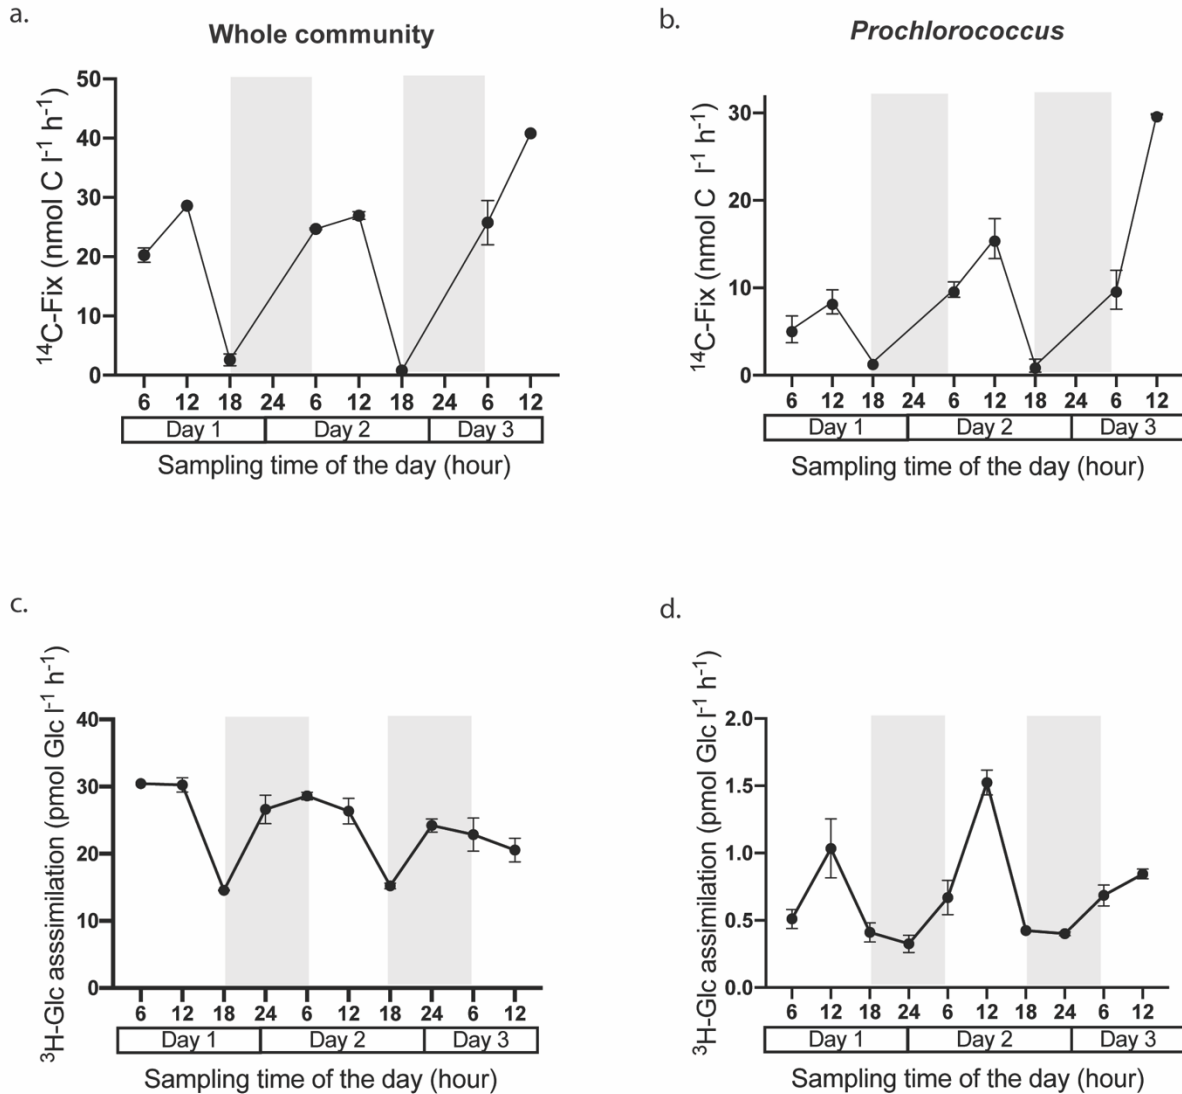 a.
Whole community
¹⁴C-Fix (nmol C l⁻¹ h⁻¹)
50
40
30
20
10
0
6 12 18 24 6 12 18 24 6 12
Day 1 Day 2 Day 3
Sampling time of the day (hour)
b.
Prochlorococcus
¹⁴C-Fix (nmol C l⁻¹ h⁻¹)
30
20
10
0
6 12 18 24 6 12 18 24 6 12
Day 1 Day 2 Day 3
Sampling time of the day (hour)
c.
³H-Glc asssimilation (pmol Glc l⁻¹ h⁻¹)
40
30
20
10
0
6 12 18 24 6 12 18 24 6 12
Day 1 Day 2 Day 3
Sampling time of the day (hour)
d.
³H-Glc assimilation (pmol Glc l⁻¹ h⁻¹)
2.0
1.5
1.0
0.5
0.0
6 12 18 24 6 12 18 24 6 12
Day 1 Day 2 Day 3
Sampling time of the day (hour)